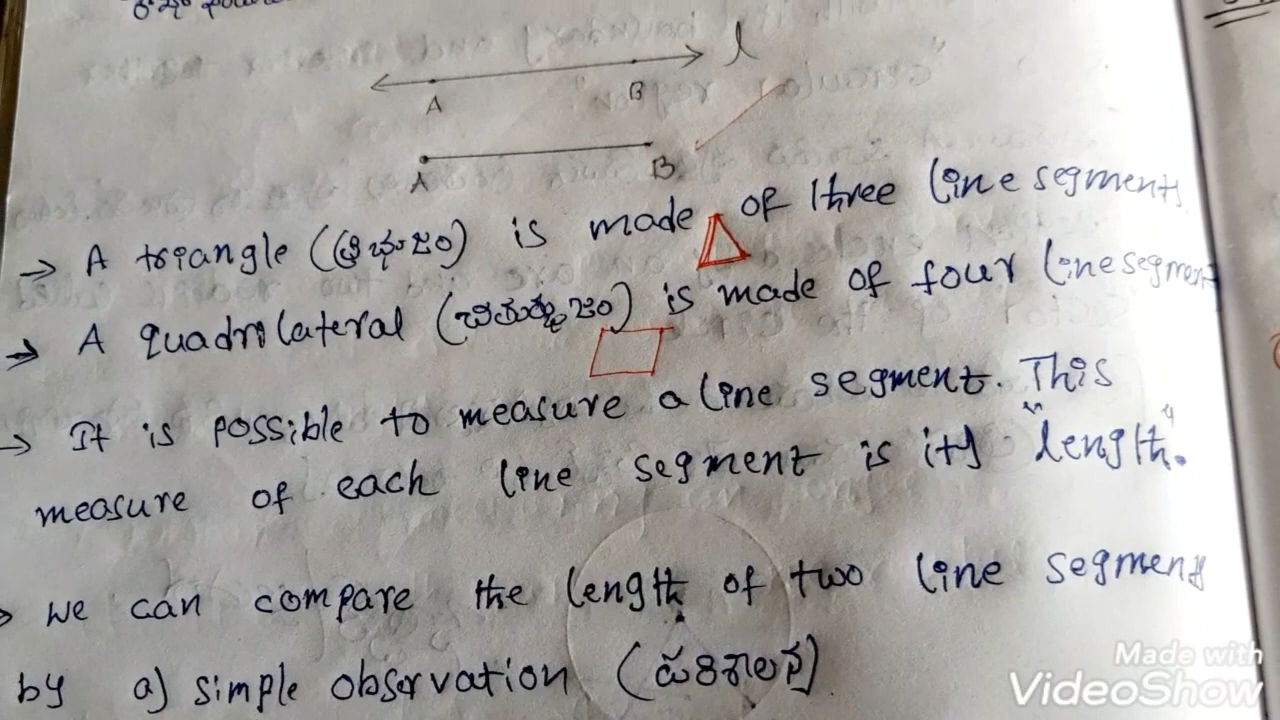 l
A B
A B
→ A triangle (త్రిభుజం) is made of three line segments
→ A quadrilateral (చతుర్భుజం) is made of four line segment
→ It is possible to measure a line segment. This
measure of each line segment is its "length".
→ we can compare the length of two line segments
by a) simple observation (పరిశీలన)
Made with
VideoShow